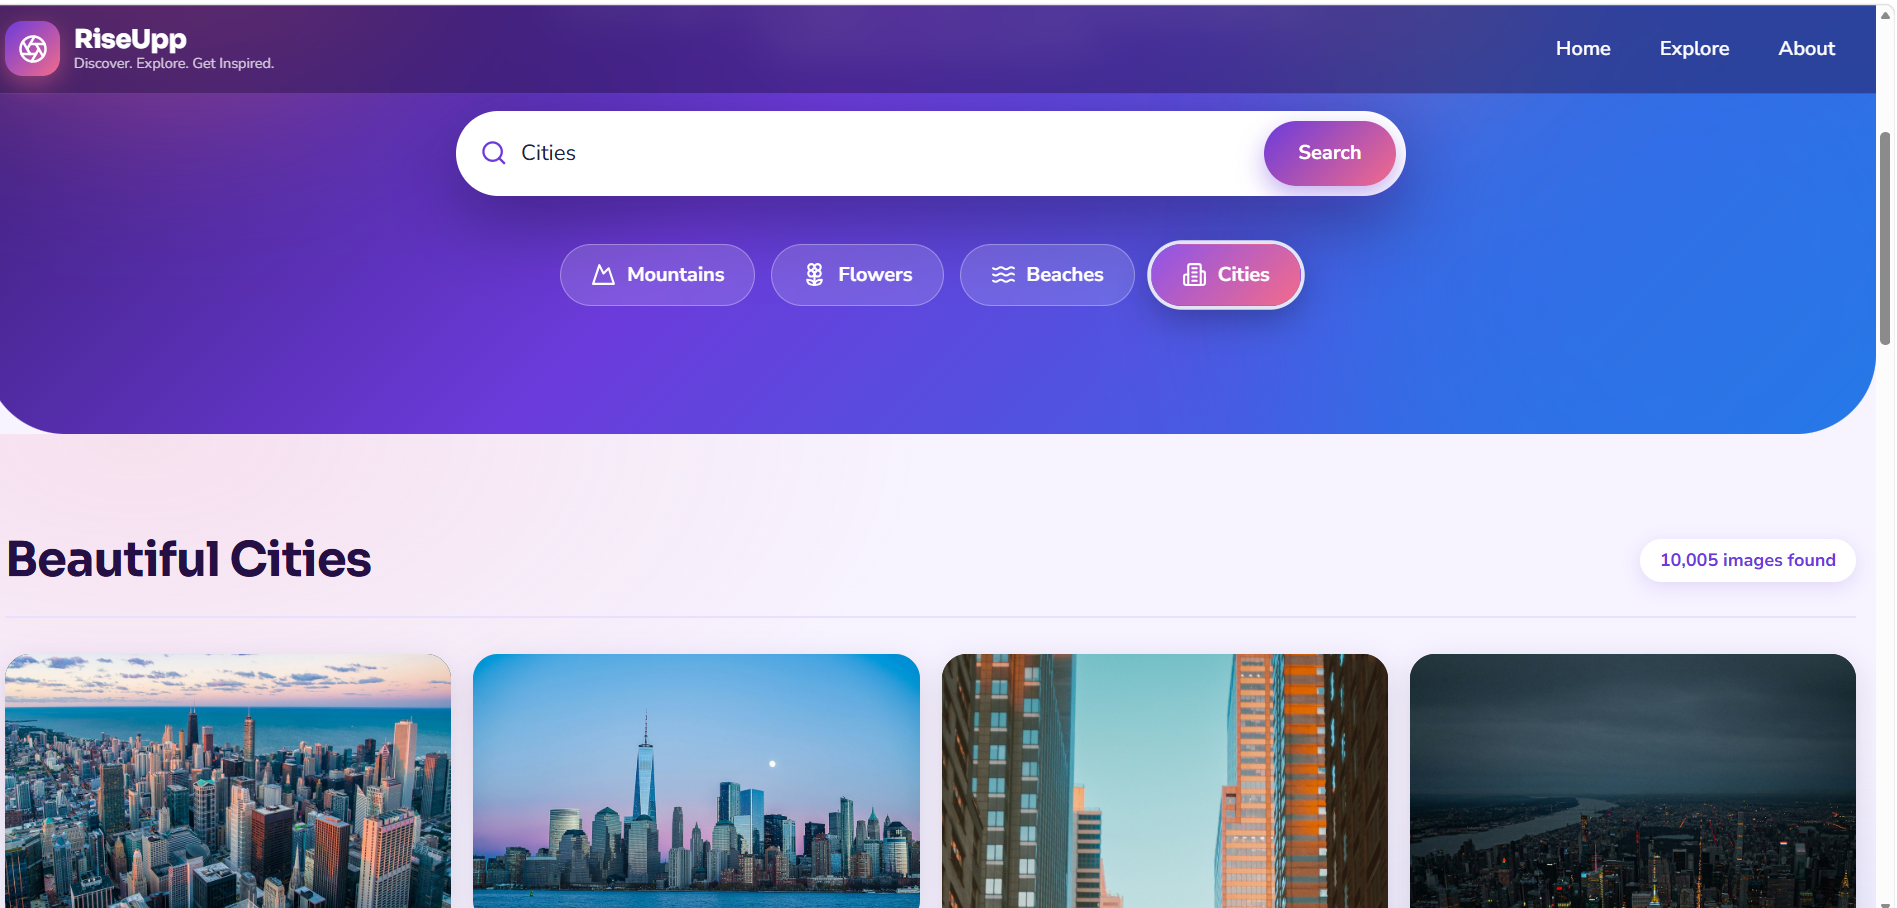 RiseUpp
Discover. Explore. Get Inspired.
Home
Explore
About
Cities
Search
Mountains
Flowers
Beaches
Cities
Beautiful Cities
10,005 images found